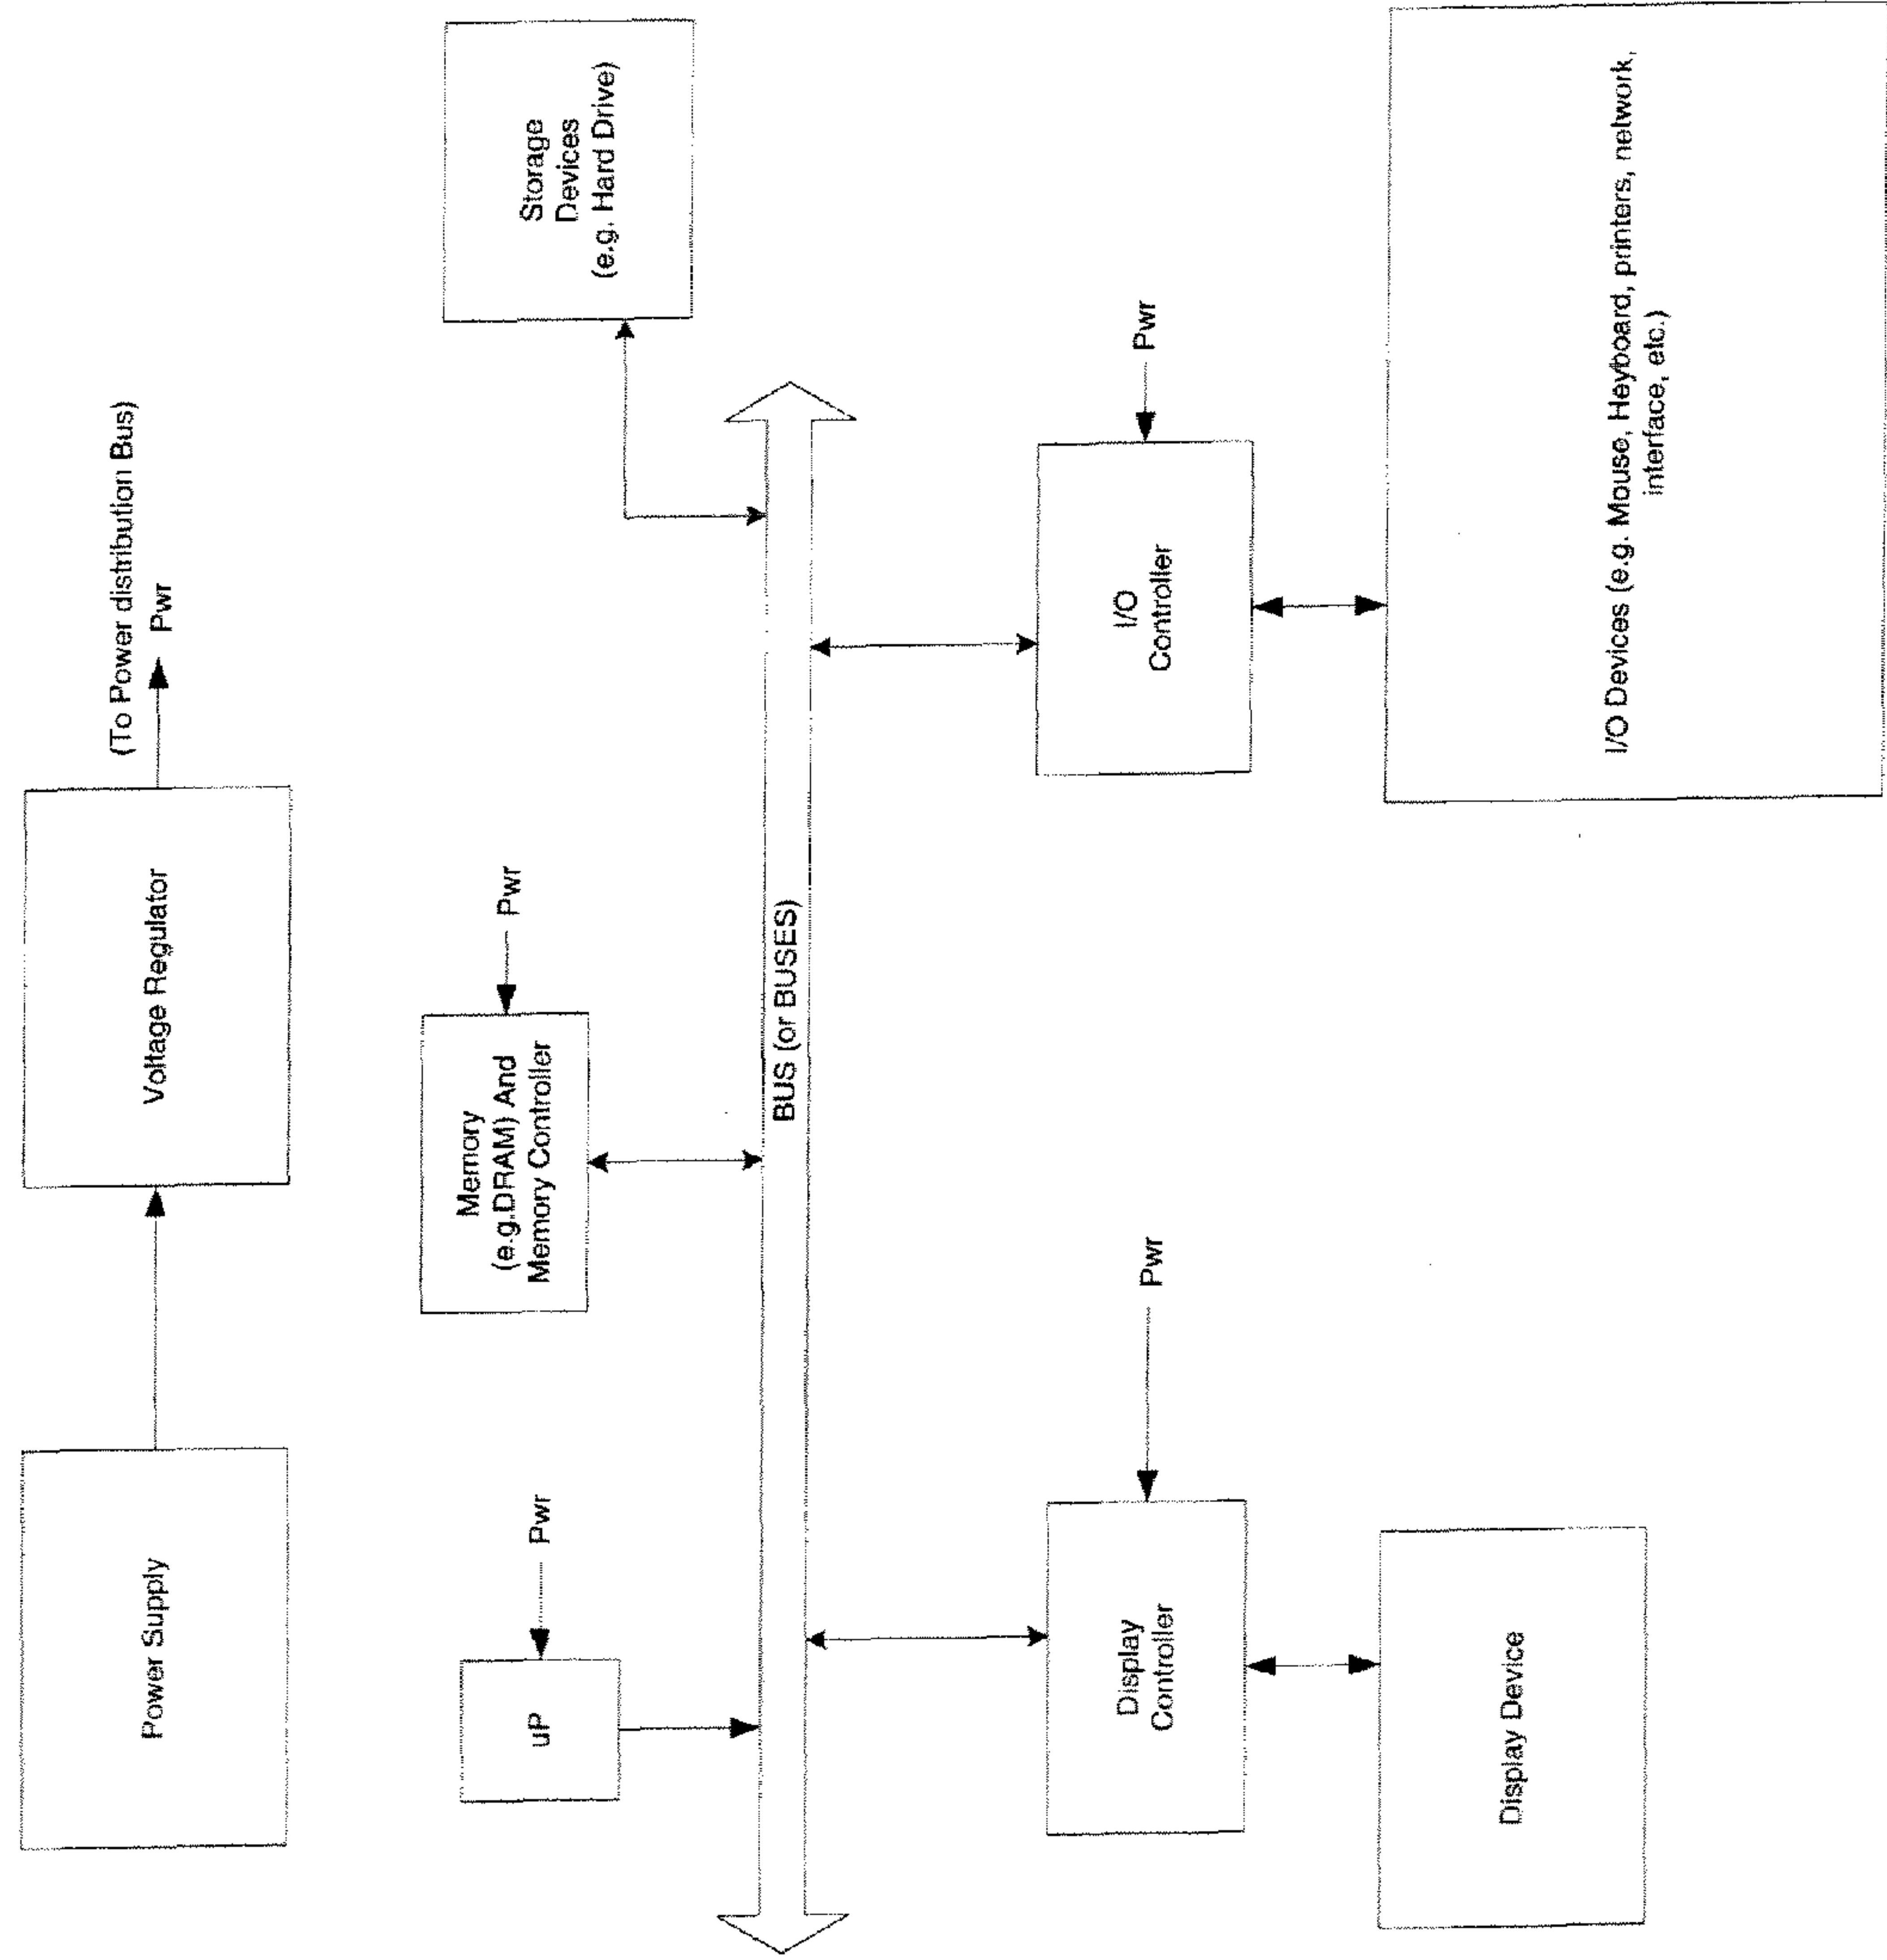 Power Supply
Voltage Regulator
(To Power distribution Bus)
Pwr
uP
Pwr
Memory
(e.g.DRAM) And
Memory Controller
Pwr
Storage
Devices
(e.g. Hard Drive)
BUS (or BUSES)
Display
Controller
Pwr
I/O
Controller
Pwr
Display Device
I/O Devices (e.g. Mouse, Heyboard, printers, network,
interface, etc.)